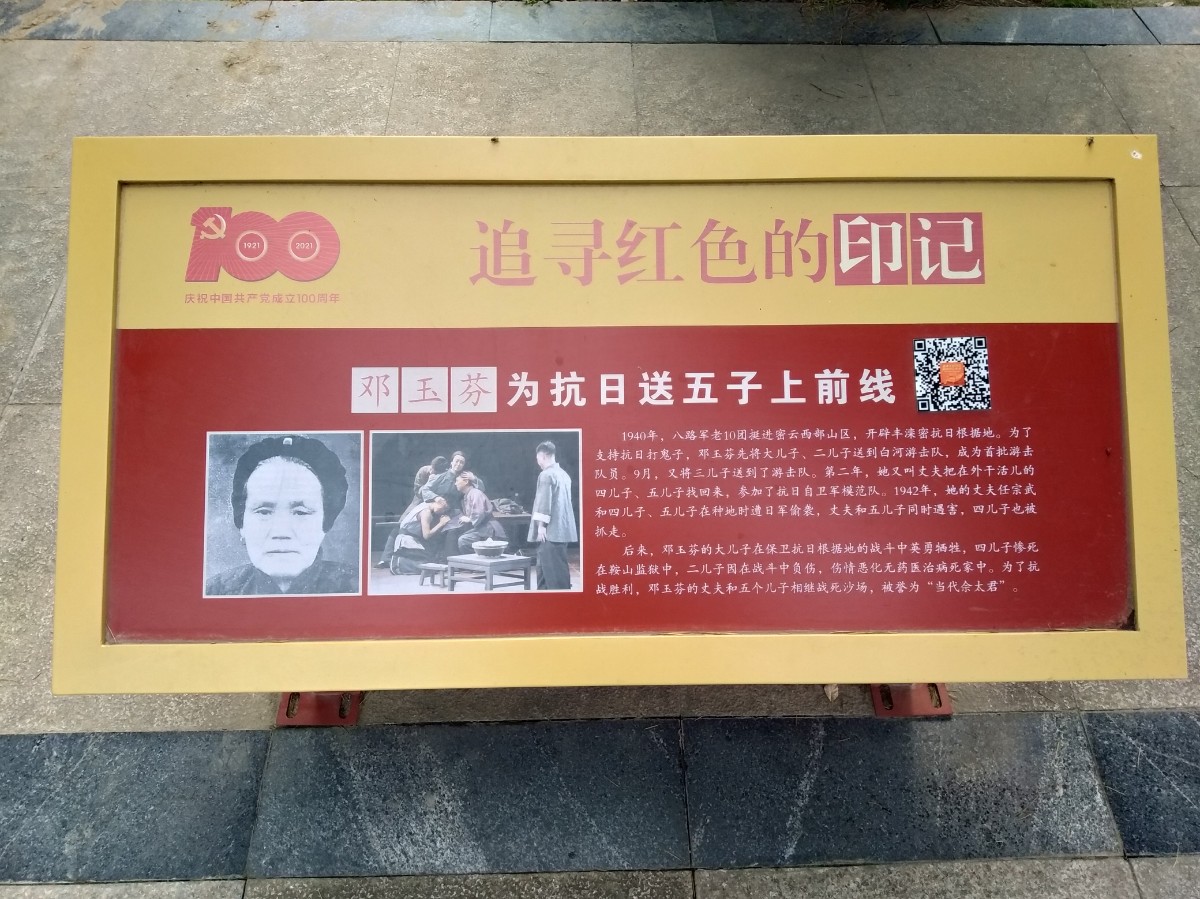 1921 2021
庆祝中国共产党成立100周年
追寻红色的印记
邓玉芬为抗日送五子上前线
1940年，八路军老10团挺进密云西部山区，开辟丰滦密抗日根据地。为了
支持抗日打鬼子，邓玉芬先将大儿子、二儿子送到白河游击队，成为首批游击
队员。9月，又将三儿子送到了游击队。第二年，她又叫丈夫把在外干活儿的
四儿子、五儿子找回来，参加了抗日自卫军模范队。1942年，她的丈夫任宗武
和四儿子、五儿子在种地时遭日军偷袭，丈夫和五儿子同时遇害，四儿子也被
抓走。
后来，邓玉芬的大儿子在保卫抗日根据地的战斗中英勇牺牲，四儿子惨死
在鞍山监狱中，二儿子因在战斗中负伤，伤情恶化无药医治病死家中。为了抗
战胜利，邓玉芬的丈夫和五个儿子相继战死沙场，被誉为“当代佘太君”。